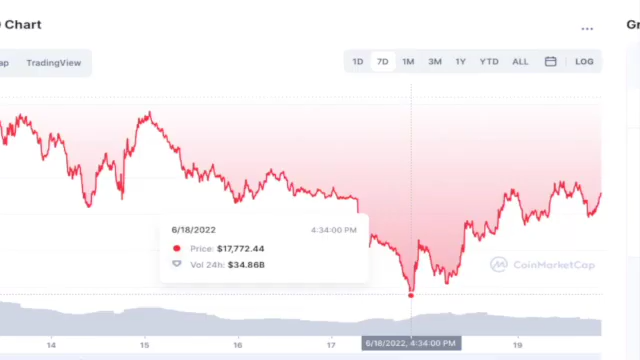 Chart
Gr
ap TradingView
1D 7D 1M 3M 1Y YTD ALL LOG
6/18/2022 4:34:00 PM
Price: $17,772.44
Vol 24h: $34.86B
CoinMarketCap
14 15 16 17 6/18/2022, 4:34:00 PM 19